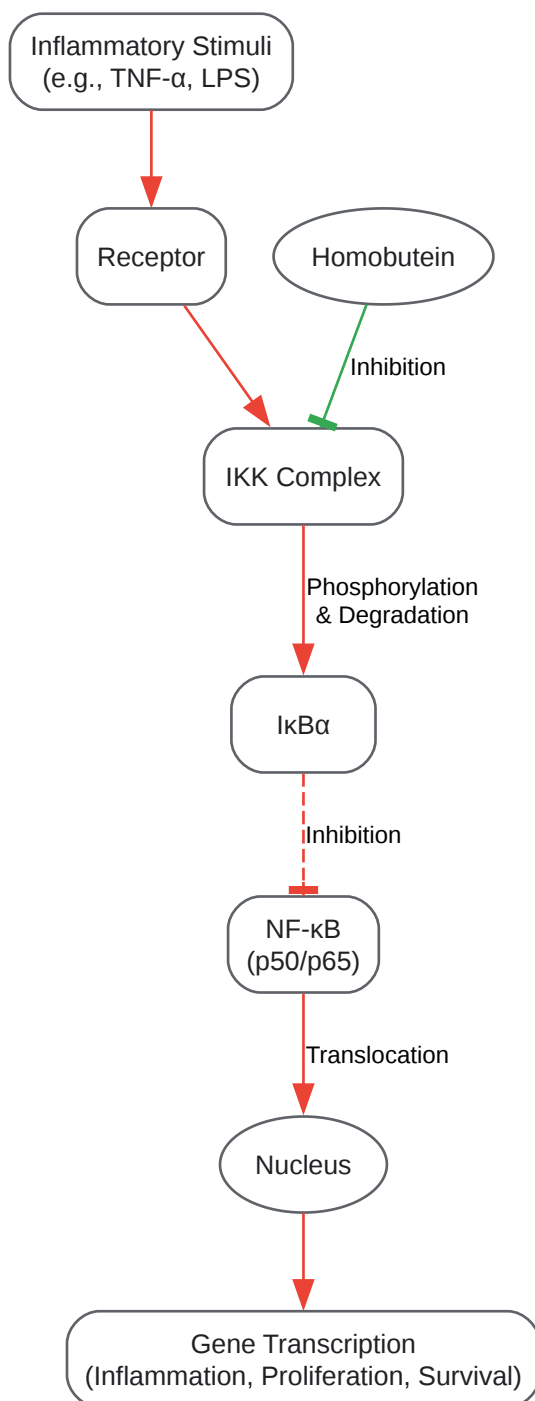 Inflammatory Stimuli
(e.g., TNF-α, LPS)
Receptor
Homobutein
Inhibition
IKK Complex
Phosphorylation
& Degradation
IκBα
Inhibition
NF-κB
(p50/p65)
Translocation
Nucleus
Gene Transcription
(Inflammation, Proliferation, Survival)